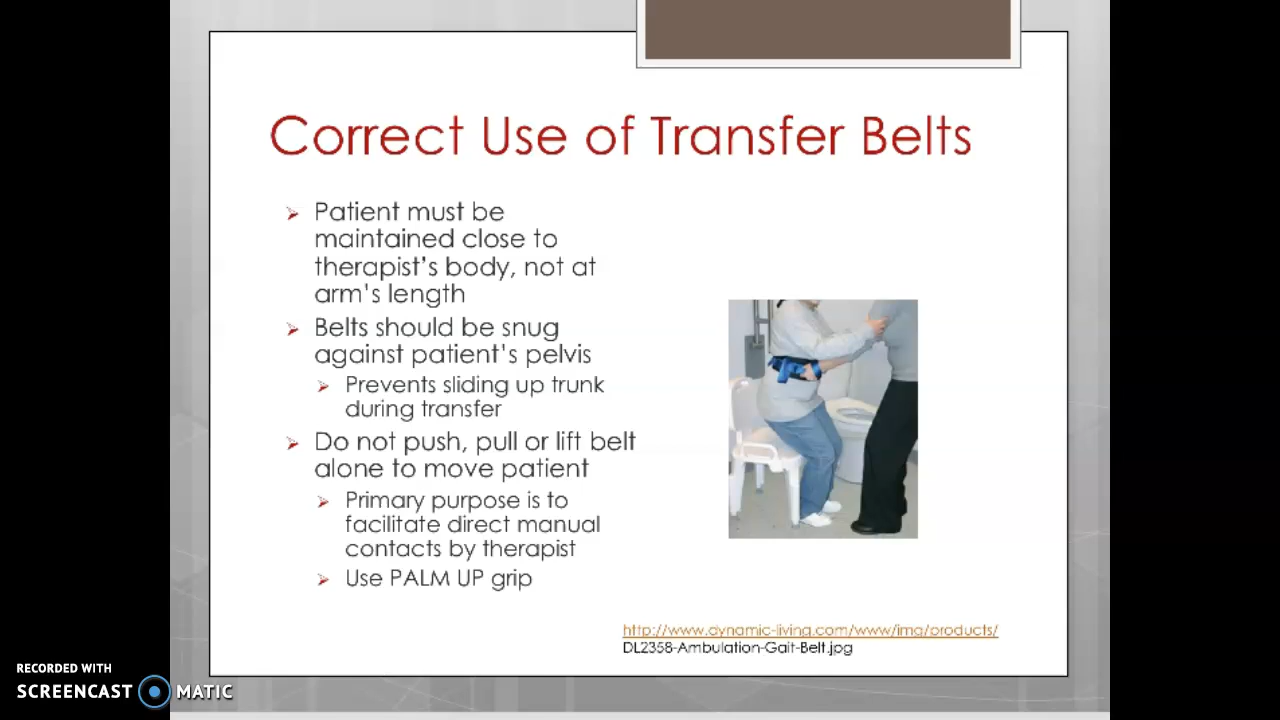 Correct Use of Transfer Belts
Patient must be
maintained close to
therapist's body, not at
arm's length
Belts should be snug
against patient's pelvis
Prevents sliding up trunk
during transfer
Do not push, pull or lift belt
alone to move patient
Primary purpose is to
facilitate direct manual
contacts by therapist
Use PALM UP grip
http://www.dynamic-living.com/www/img/products/
DL2358-Ambulation-Gait-Belt.jpg
RECORDED WITH
SCREENCAST MATIC